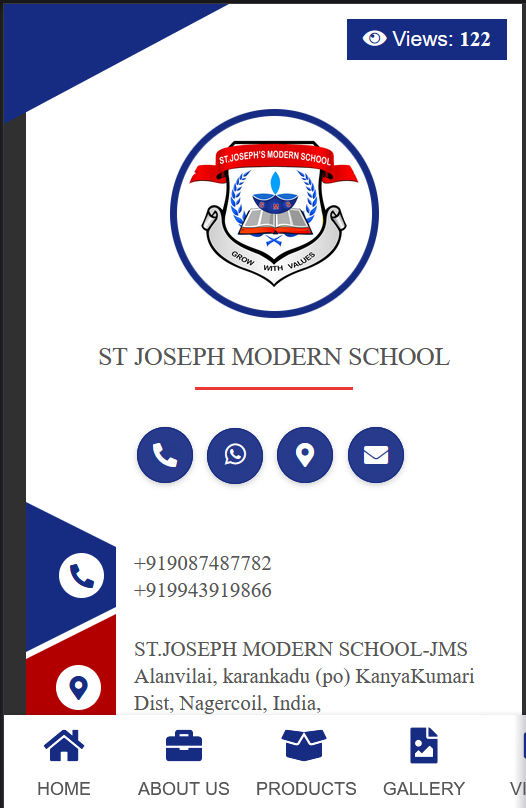 Views: 122
ST.JOSEPH'S MODERN SCHOOL
GROW WITH VALUES
ST JOSEPH MODERN SCHOOL
+919087487782
+919943919866
ST.JOSEPH MODERN SCHOOL-JMS
Alanvilai, karankadu (po) KanyaKumari
Dist, Nagercoil, India,
HOME ABOUT US PRODUCTS GALLERY